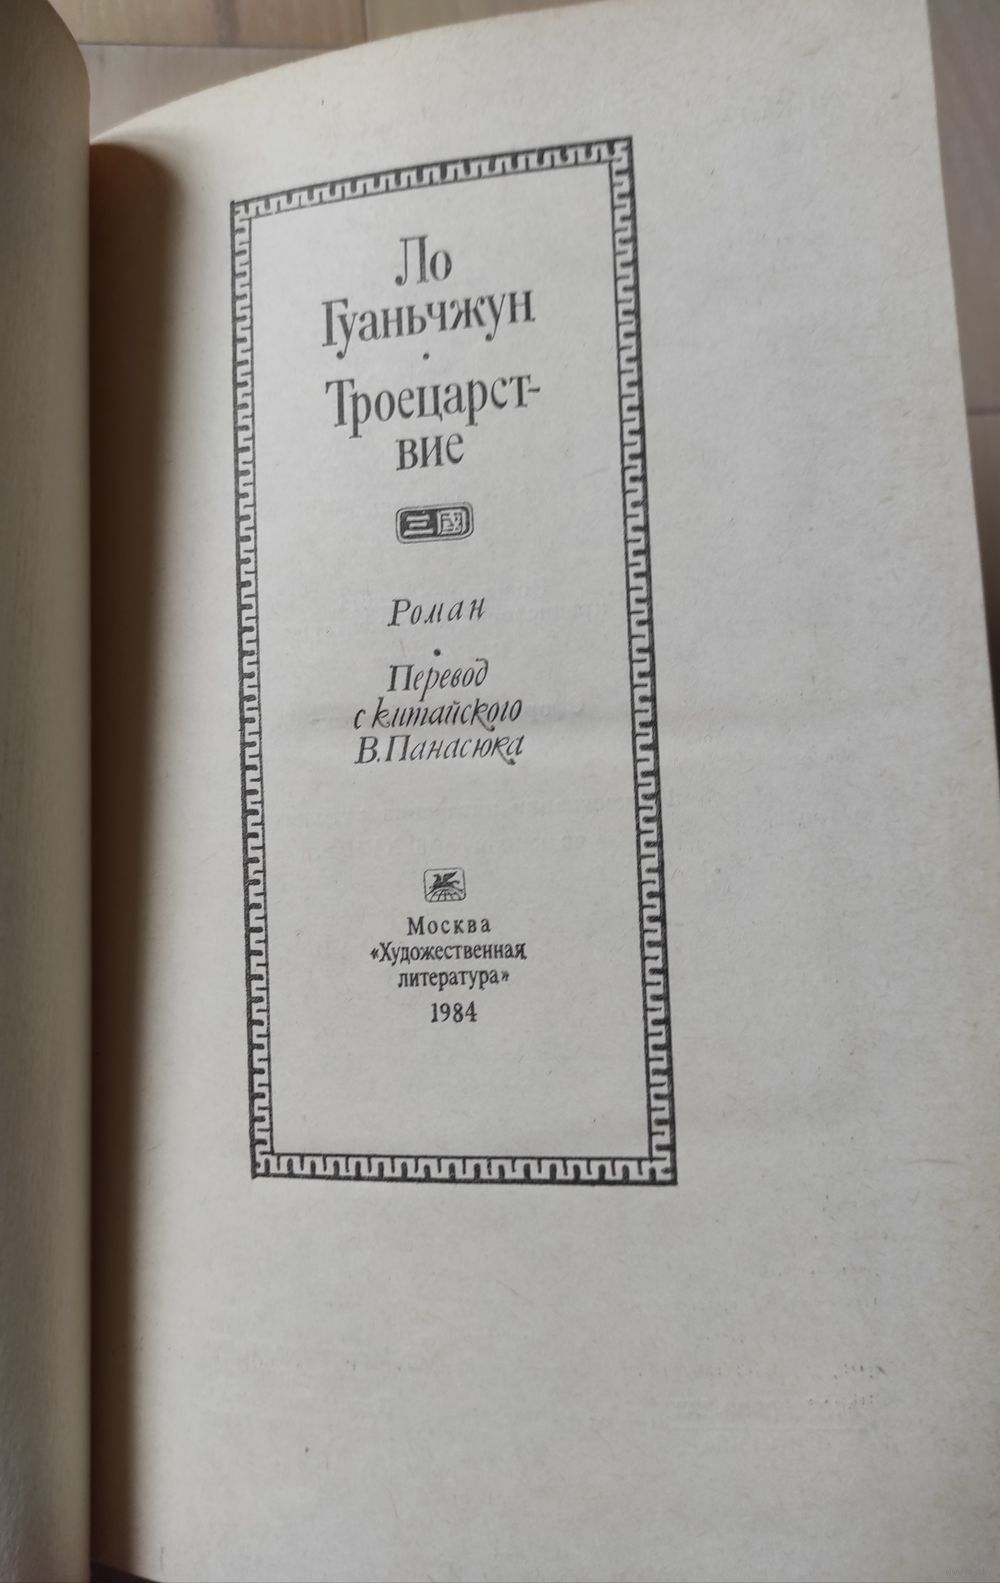 Ло
Гуаньчжун
·
Троецарст-
вие
三國
Роман
·
Перевод
с китайского
В. Панасюка
Москва
«Художественная
литература»
1984